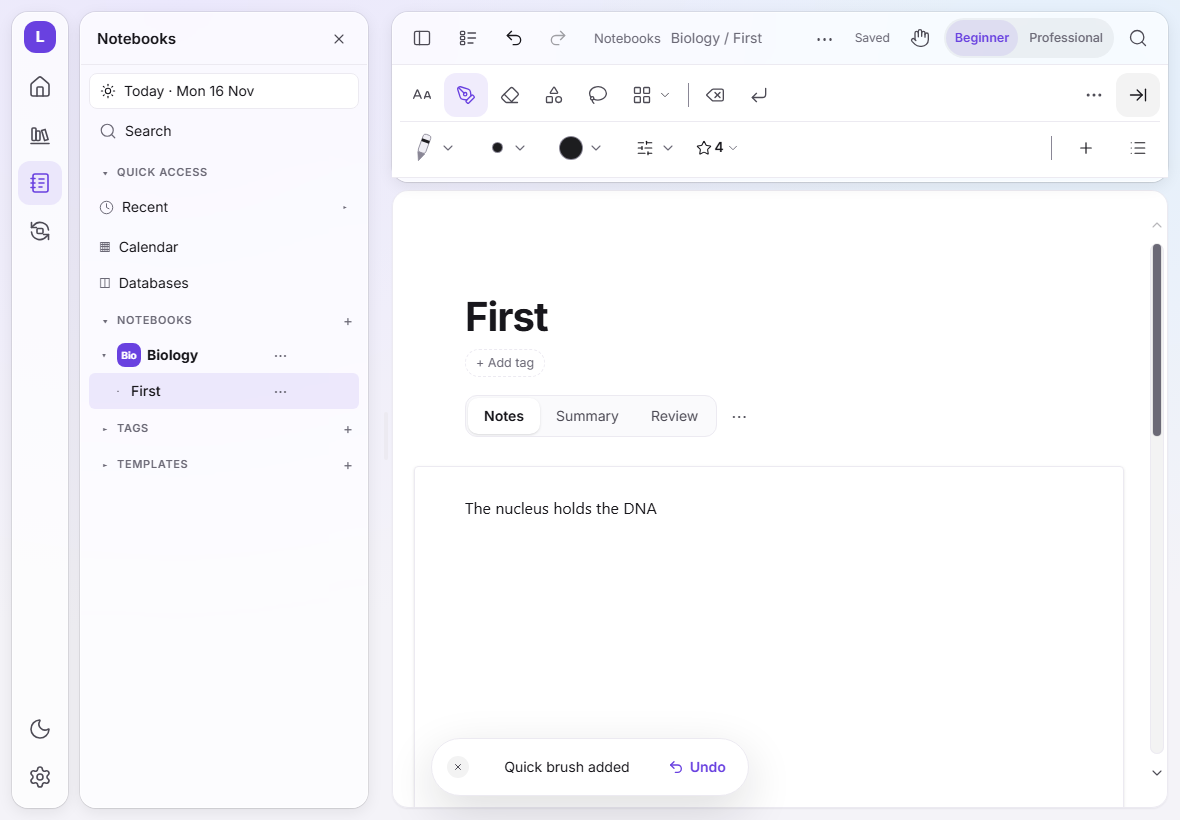 L
Notebooks
Today · Mon 16 Nov
Search
QUICK ACCESS
Recent
Calendar
Databases
NOTEBOOKS
Bio Biology
First
TAGS
TEMPLATES
Notebooks Biology / First
Saved
Beginner Professional
AA
4
First
+ Add tag
Notes Summary Review
The nucleus holds the DNA
Quick brush added Undo